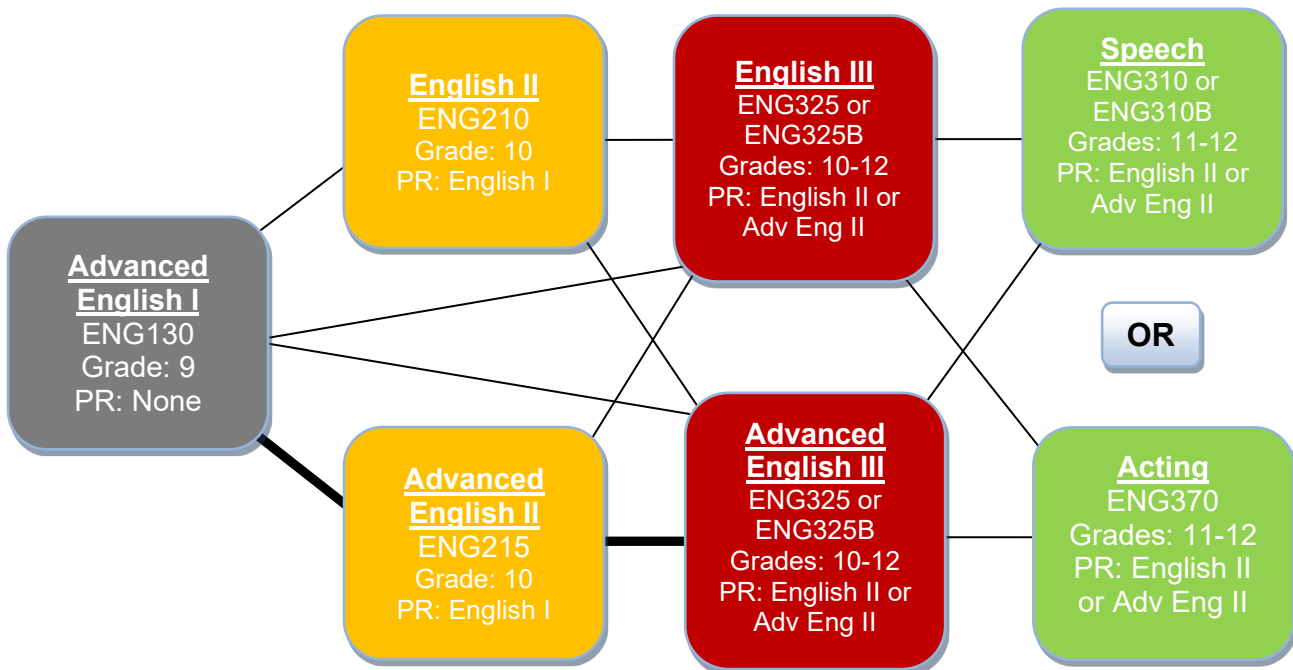 Advanced
English I
ENG130
Grade: 9
PR: None
English II
ENG210
Grade: 10
PR: English I
Advanced
English II
ENG215
Grade: 10
PR: English I
English III
ENG325 or
ENG325B
Grades: 10-12
PR: English II or
Adv Eng II
Advanced
English III
ENG325 or
ENG325B
Grades: 10-12
PR: English II or
Adv Eng II
Speech
ENG310 or
ENG310B
Grades: 11-12
PR: English II or
Adv Eng II
OR
Acting
ENG370
Grades: 11-12
PR: English II
or Adv Eng II